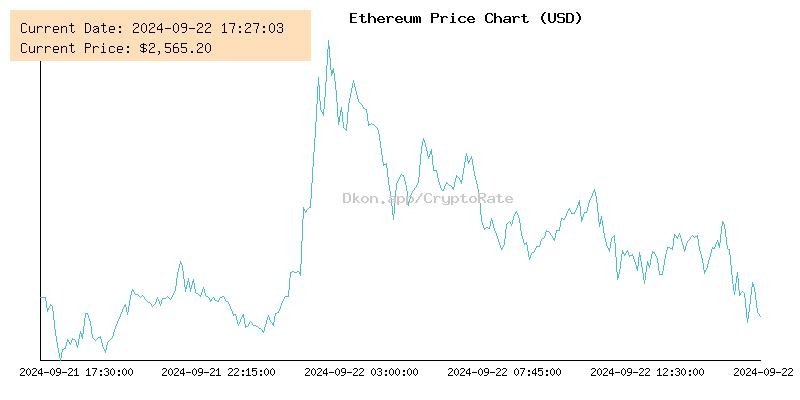 Ethereum Price Chart (USD)
Current Date: 2024-09-22 17:27:03
Current Price: $2,565.20
Dkon.app/CryptoRate
2024-09-21 17:30:00 2024-09-21 22:15:00 2024-09-22 03:00:00 2024-09-22 07:45:00 2024-09-22 12:30:00 2024-09-22